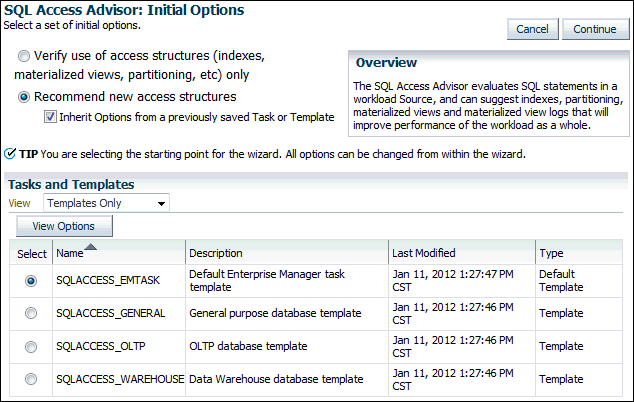 SQL Access Advisor: Initial Options
Select a set of initial options.
Cancel
Continue
Verify use of access structures (indexes,
materialized views, partitioning, etc) only
Recommend new access structures
Inherit Options from a previously saved Task or Template
Overview
The SQL Access Advisor evaluates SQL statements in a
workload Source, and can suggest indexes, partitioning,
materialized views and materialized view logs that will
improve performance of the workload as a whole.
TIP You are selecting the starting point for the wizard. All options can be changed from within the wizard.
Tasks and Templates
View Templates Only
View Options
Select Name Description Last Modified Type
SQLACCESS_EMTASK Default Enterprise Manager task Jan 11, 2012 1:27:47 PM Default
template CST Template
SQLACCESS_GENERAL General purpose database template Jan 11, 2012 1:27:46 PM Template
CST
SQLACCESS_OLTP OLTP database template Jan 11, 2012 1:27:46 PM Template
CST
SQLACCESS_WAREHOUSE Data Warehouse database template Jan 11, 2012 1:27:46 PM Template
CST